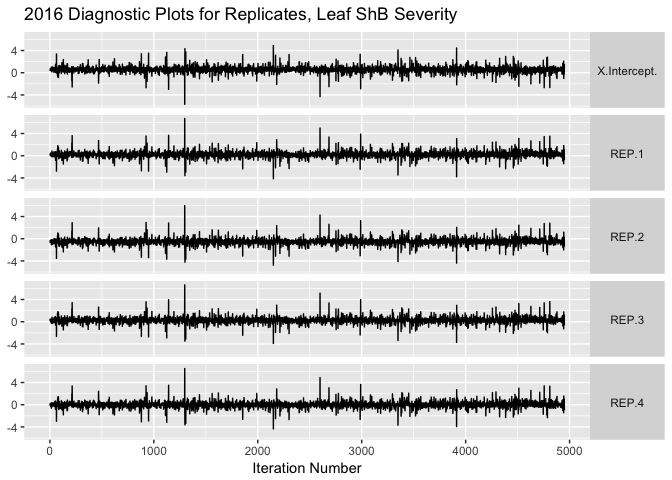 2016 Diagnostic Plots for Replicates, Leaf ShB Severity
4
0
-4
X.Intercept.
4
0
-4
REP.1
4
0
-4
REP.2
4
0
-4
REP.3
4
0
-4
REP.4
0 1000 2000 3000 4000 5000
Iteration Number